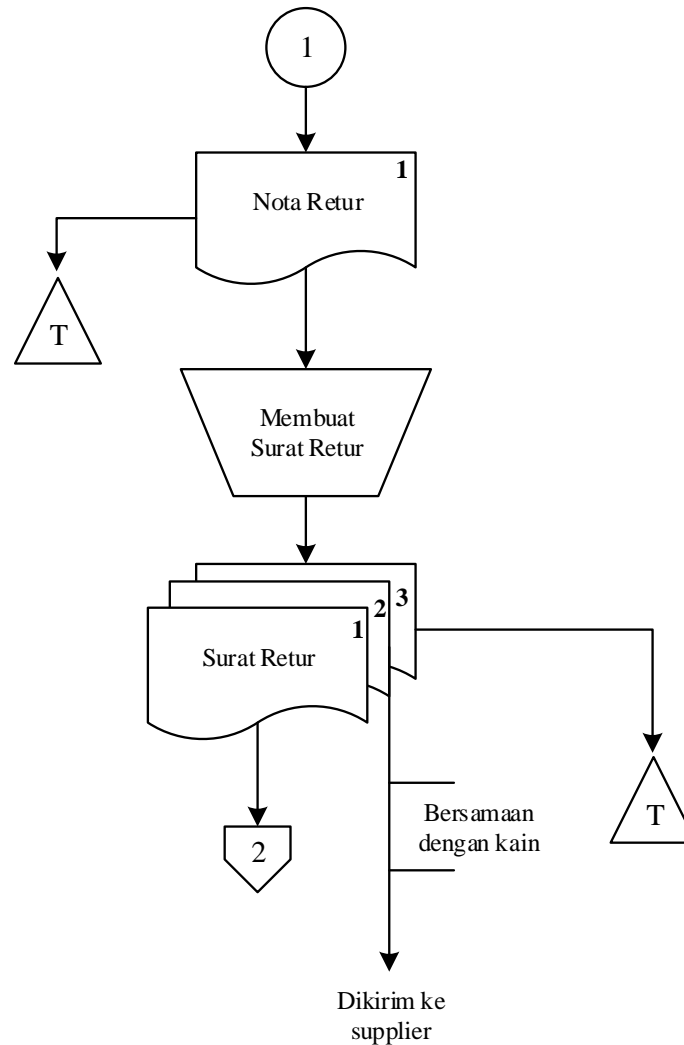 1
1
Nota Retur
T
Membuat
Surat Retur
3
2
1
Surat Retur
2
Bersamaan
dengan kain
T
Dikirim ke
supplier